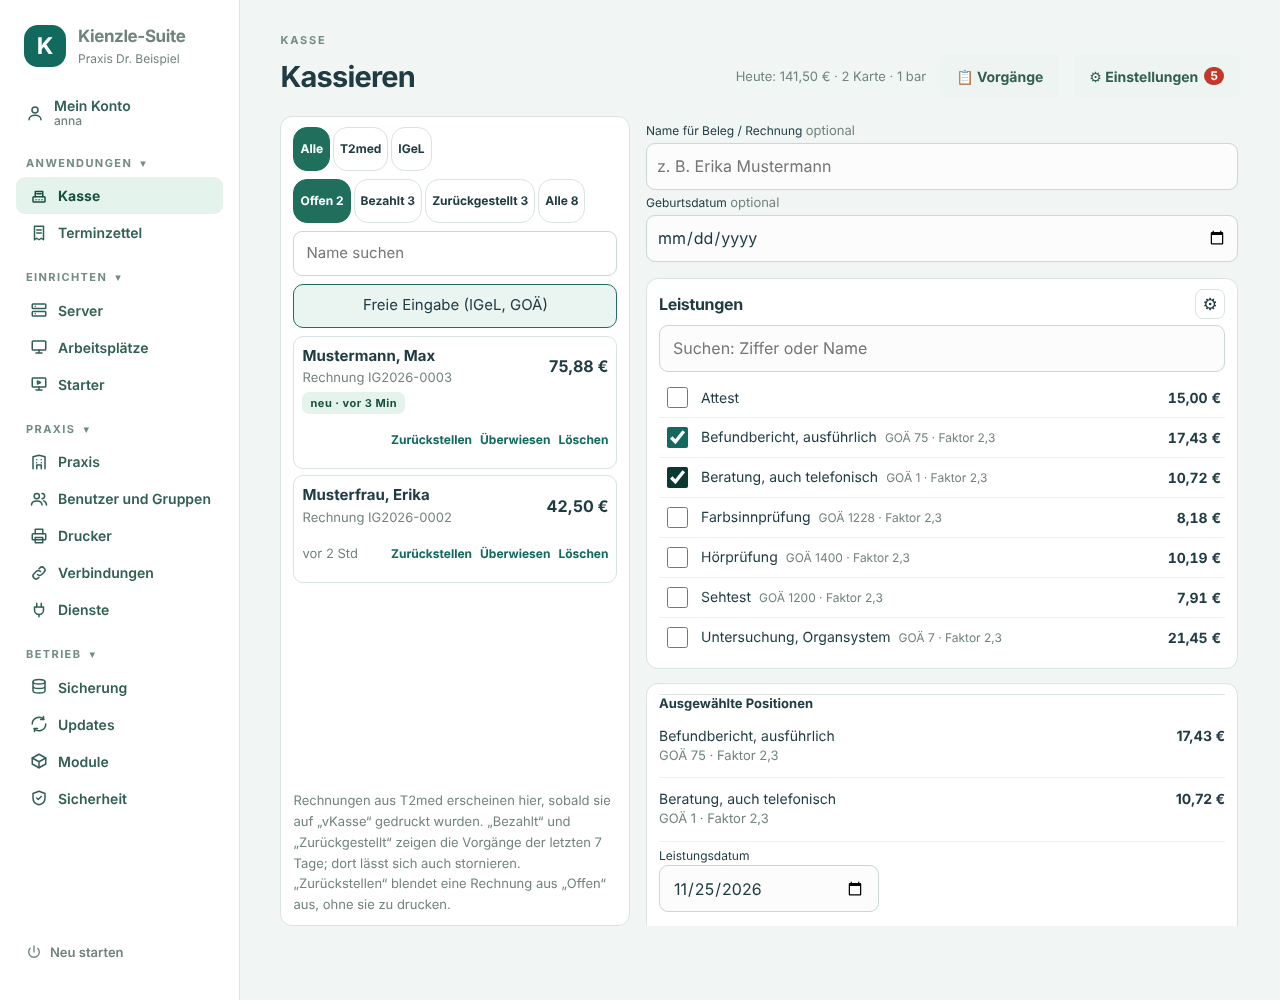 K
Kienzle-Suite
Praxis Dr. Beispiel
Mein Konto
anna
ANWENDUNGEN ▾
Kasse
Terminzettel
EINRICHTEN ▾
Server
Arbeitsplätze
Starter
PRAXIS ▾
Praxis
Benutzer und Gruppen
Drucker
Verbindungen
Dienste
BETRIEB ▾
Sicherung
Updates
Module
Sicherheit
Neu starten
KASSE
Kassieren
Heute: 141,50 € · 2 Karte · 1 bar
📋 Vorgänge
⚙ Einstellungen 5
Alle T2med IGeL
Offen 2 Bezahlt 3 Zurückgestellt 3 Alle 8
Name suchen
Freie Eingabe (IGeL, GOÄ)
Mustermann, Max 75,88 €
Rechnung IG2026-0003
neu · vor 3 Min
Zurückstellen Überwiesen Löschen
Musterfrau, Erika 42,50 €
Rechnung IG2026-0002
vor 2 Std Zurückstellen Überwiesen Löschen
Rechnungen aus T2med erscheinen hier, sobald sie
auf „vKasse“ gedruckt wurden. „Bezahlt“ und
„Zurückgestellt“ zeigen die Vorgänge der letzten 7
Tage; dort lässt sich auch stornieren.
„Zurückstellen“ blendet eine Rechnung aus „Offen“
aus, ohne sie zu drucken.
Name für Beleg / Rechnung optional
z. B. Erika Mustermann
Geburtsdatum optional
mm/dd/yyyy
Leistungen ⚙
Suchen: Ziffer oder Name
Attest 15,00 €
Befundbericht, ausführlich GOÄ 75 · Faktor 2,3 17,43 €
Beratung, auch telefonisch GOÄ 1 · Faktor 2,3 10,72 €
Farbsinnprüfung GOÄ 1228 · Faktor 2,3 8,18 €
Hörprüfung GOÄ 1400 · Faktor 2,3 10,19 €
Sehtest GOÄ 1200 · Faktor 2,3 7,91 €
Untersuchung, Organsystem GOÄ 7 · Faktor 2,3 21,45 €
Ausgewählte Positionen
Befundbericht, ausführlich 17,43 €
GOÄ 75 · Faktor 2,3
Beratung, auch telefonisch 10,72 €
GOÄ 1 · Faktor 2,3
Leistungsdatum
11/25/2026